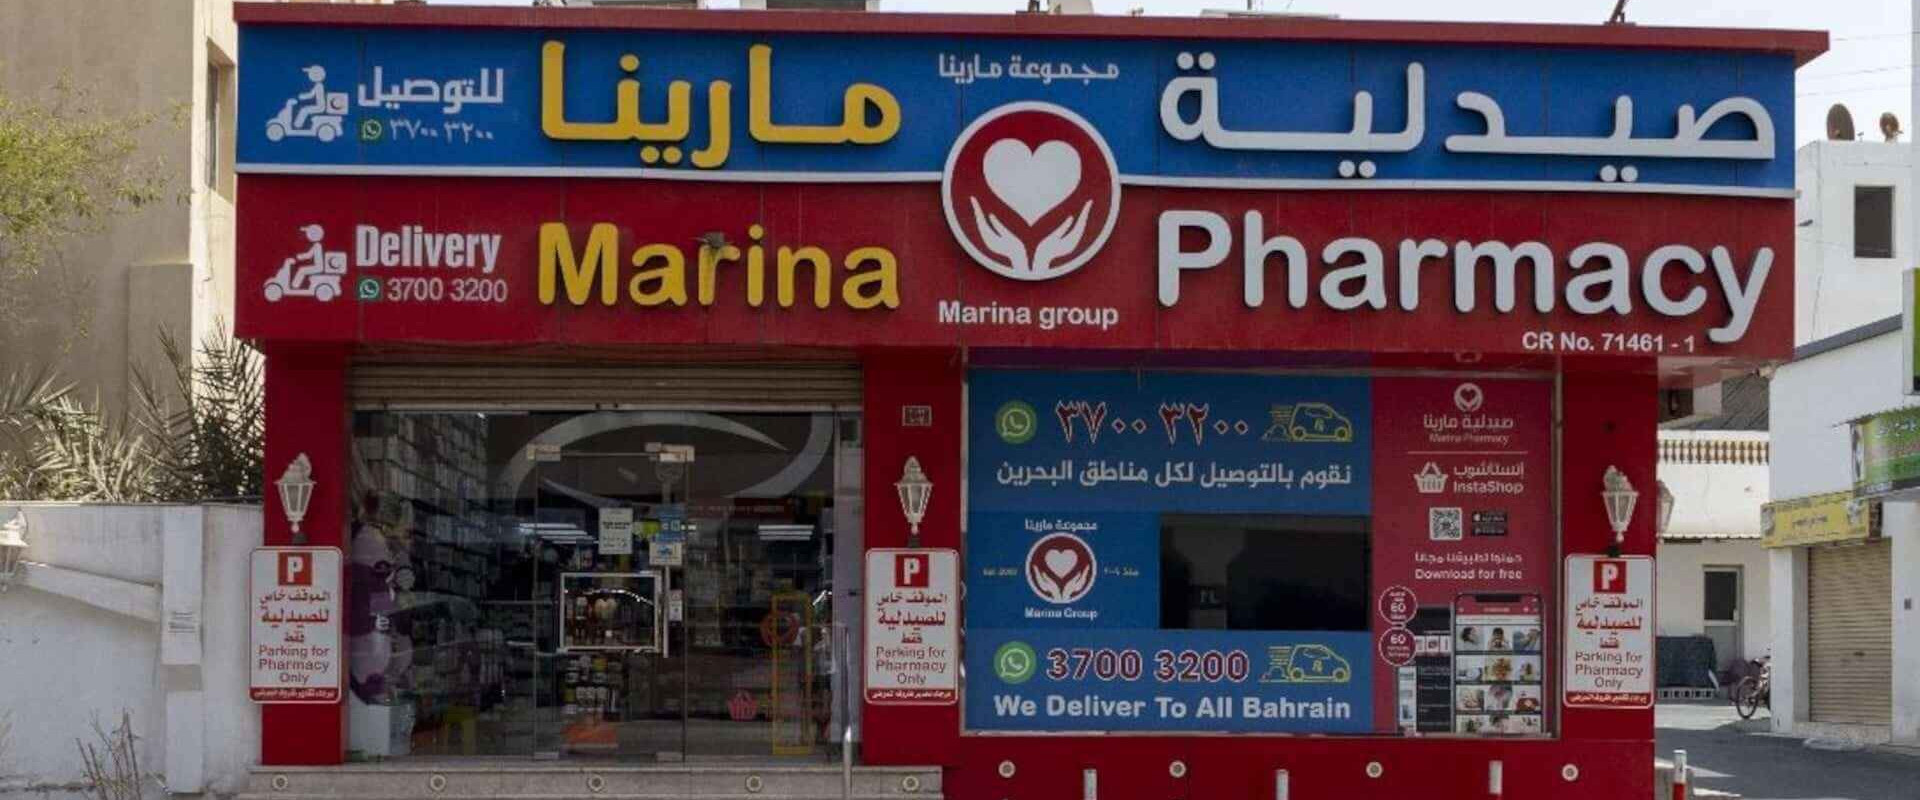 صيدلية
مجموعة مارينا
مارينا
للتوصيل
٣٧٠٠ ٣٢٠٠
Delivery
3700 3200
Marina
Marina group
Pharmacy
CR No. 71461 - 1
٣٧٠٠ ٣٢٠٠
نقوم بالتوصيل لكل مناطق البحرين
مجموعة مارينا
Marina Group
3700 3200
We Deliver To All Bahrain
صيدلية مارينا
Marina Pharmacy
إنستاشوب
InstaShop
حملوا تطبيقنا مجانا
Download for free
60
60
P
الموقف خاص
للصيدلية
فقط
Parking for
Pharmacy
Only
P
الموقف خاص
للصيدلية
فقط
Parking for
Pharmacy
Only
P
الموقف خاص
للصيدلية
فقط
Parking for
Pharmacy
Only